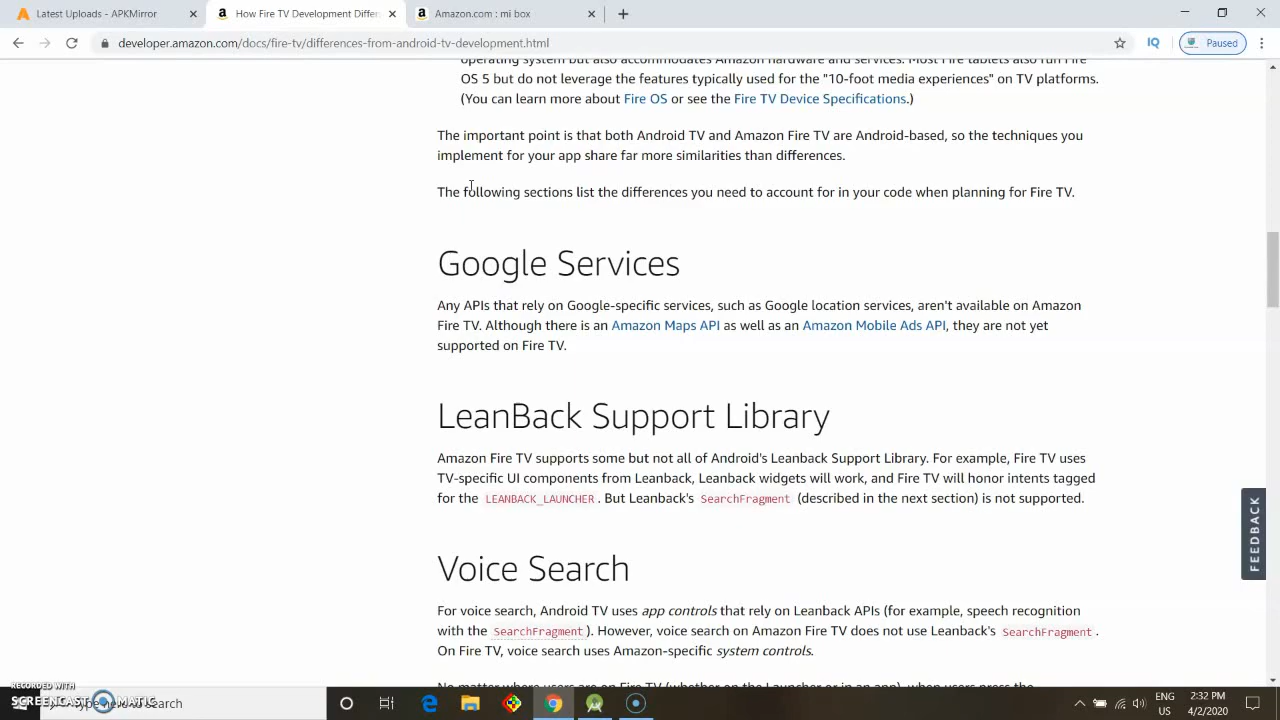 Latest Uploads - APKMirror
How Fire TV Development Differ
Amazon.com : mi box
developer.amazon.com/docs/fire-tv/differences-from-android-tv-development.html
Paused
operating system but also accommodates Amazon hardware and services. Most Fire tablets also run Fire
OS 5 but do not leverage the features typically used for the "10-foot media experiences" on TV platforms.
(You can learn more about Fire OS or see the Fire TV Device Specifications.)
The important point is that both Android TV and Amazon Fire TV are Android-based, so the techniques you
implement for your app share far more similarities than differences.
The following sections list the differences you need to account for in your code when planning for Fire TV.
Google Services
Any APIs that rely on Google-specific services, such as Google location services, aren't available on Amazon
Fire TV. Although there is an Amazon Maps API as well as an Amazon Mobile Ads API, they are not yet
supported on Fire TV.
LeanBack Support Library
Amazon Fire TV supports some but not all of Android's Leanback Support Library. For example, Fire TV uses
TV-specific UI components from Leanback, Leanback widgets will work, and Fire TV will honor intents tagged
for the LEANBACK_LAUNCHER. But Leanback's SearchFragment (described in the next section) is not supported.
FEEDBACK
Voice Search
For voice search, Android TV uses app controls that rely on Leanback APIs (for example, speech recognition
with the SearchFragment). However, voice search on Amazon Fire TV does not use Leanback's SearchFragment.
On Fire TV, voice search uses Amazon-specific system controls.
No matter where users are on Fire TV (whether on the Launcher or in an app), when users press the
RECORDED WITH
SCREENCAST MATIC
Type here to search
ENG
US
2:32 PM
4/2/2020